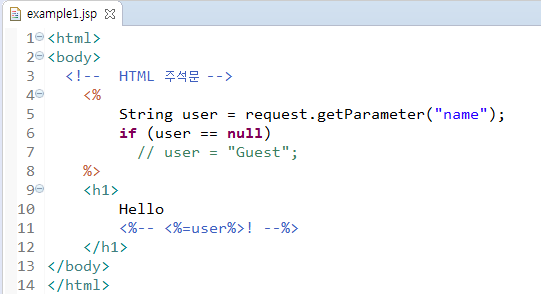 example1.jsp
1 <html>
2 <body>
3 <!-- HTML 주석문 -->
4 <%
5 String user = request.getParameter("name");
6 if (user == null)
7 // user = "Guest";
8 %>
9 <h1>
10 Hello
11 <%-- <%=user%>! --%>
12 </h1>
13 </body>
14 </html>